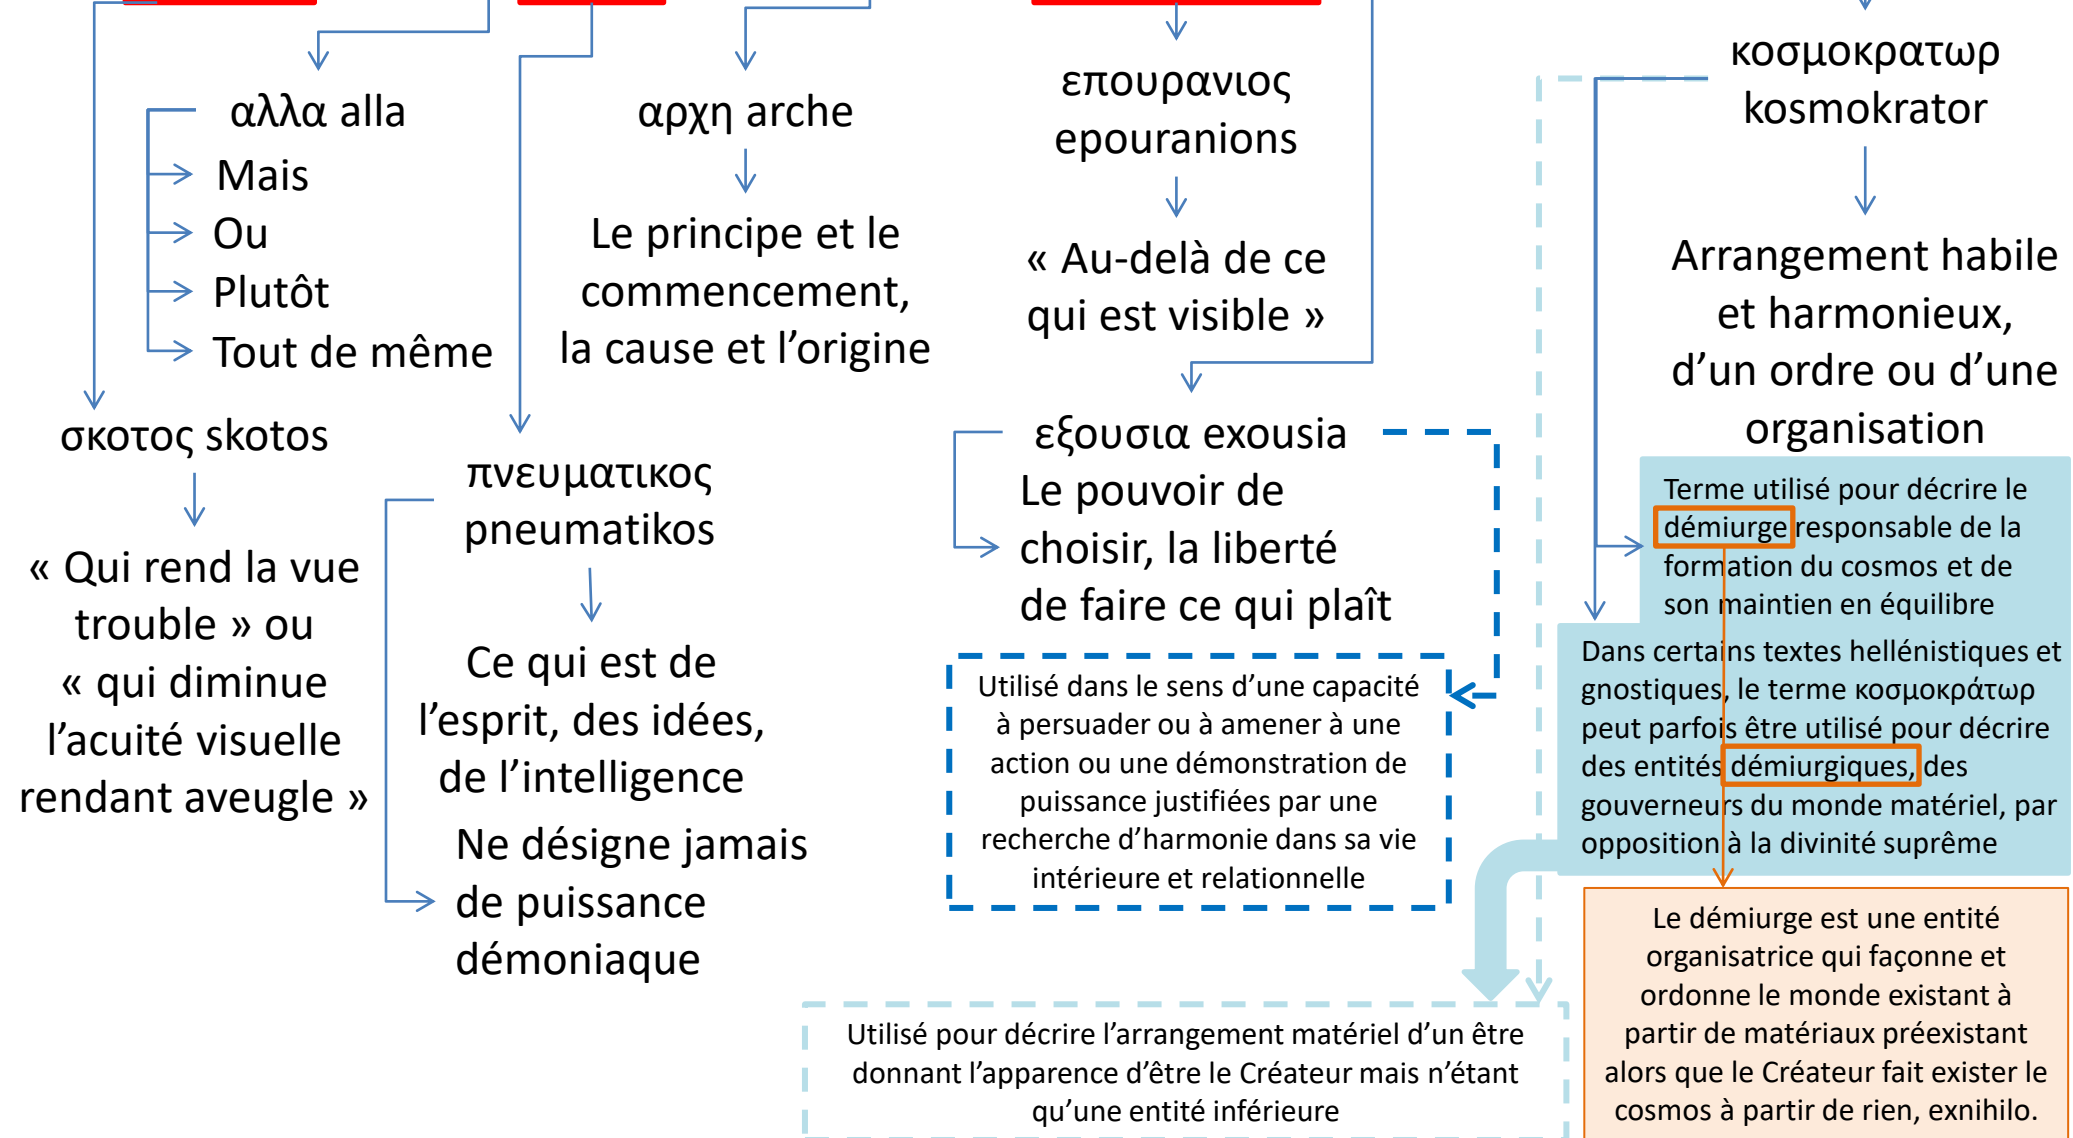 αλλα alla
Mais
Ou
Plutôt
Tout de même
σκοτος skotos
« Qui rend la vue
trouble » ou
« qui diminue
l’acuité visuelle
rendant aveugle »
πνευματικος
pneumatikos
Ce qui est de
l’esprit, des idées,
de l’intelligence
Ne désigne jamais
de puissance
démoniaque
αρχη arche
Le principe et le
commencement,
la cause et l’origine
επουρανιος
epouranions
« Au-delà de ce
qui est visible »
εξουσια exousia
Le pouvoir de
choisir, la liberté
de faire ce qui plaît
Utilisé dans le sens d’une capacité
à persuader ou à amener à une
action ou une démonstration de
puissance justifiées par une
recherche d’harmonie dans sa vie
intérieure et relationnelle
κοσμοκρατωρ
kosmokrator
Arrangement habile
et harmonieux,
d’un ordre ou d’une
organisation
Terme utilisé pour décrire le
démiurge responsable de la
formation du cosmos et de
son maintien en équilibre
Dans certains textes hellénistiques et
gnostiques, le terme κοσμοκράτωρ
peut parfois être utilisé pour décrire
des entités démiurgiques, des
gouverneurs du monde matériel, par
opposition à la divinité suprême
Le démiurge est une entité
organisatrice qui façonne et
ordonne le monde existant à
partir de matériaux préexistant
alors que le Créateur fait exister le
cosmos à partir de rien, exnihilo.
Utilisé pour décrire l’arrangement matériel d’un être
donnant l’apparence d’être le Créateur mais n’étant
qu’une entité inférieure